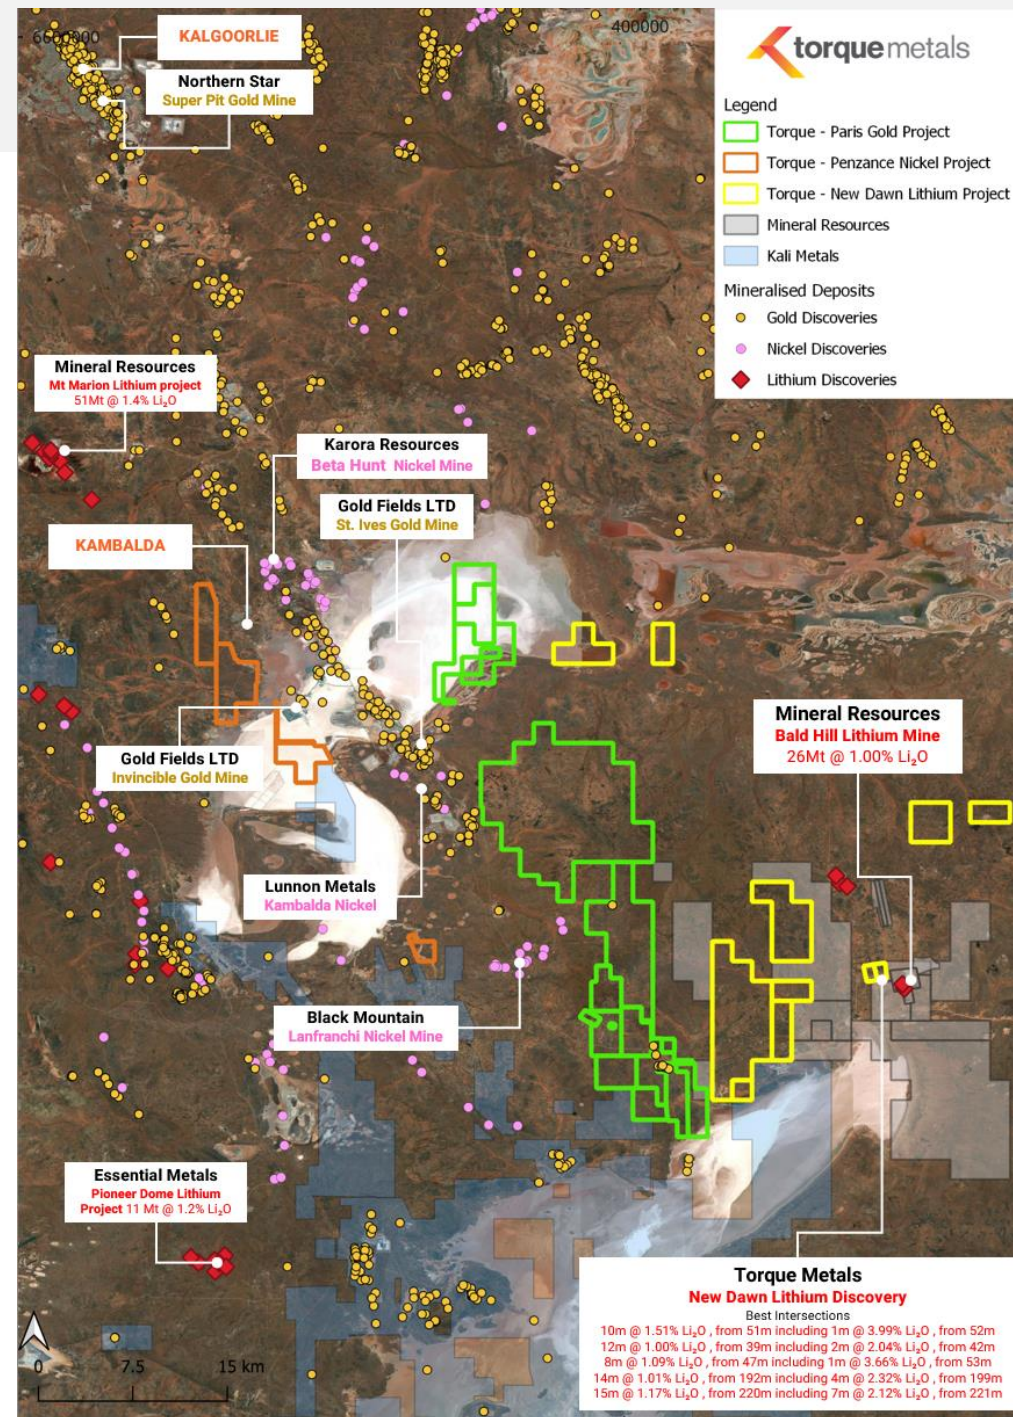 6600000
400000
KALGOORLIE
Northern Star
Super Pit Gold Mine
torquemetals
Legend
Torque - Paris Gold Project
Torque - Penzance Nickel Project
Torque - New Dawn Lithium Project
Mineral Resources
Kali Metals
Mineralised Deposits
Gold Discoveries
Nickel Discoveries
Lithium Discoveries
Mineral Resources
Mt Marion Lithium project
51Mt @ 1.4% Li₂O
Karora Resources
Beta Hunt Nickel Mine
Gold Fields LTD
St. Ives Gold Mine
KAMBALDA
Mineral Resources
Bald Hill Lithium Mine
26Mt @ 1.00% Li₂O
Gold Fields LTD
Invincible Gold Mine
Lunnon Metals
Kambalda Nickel
Black Mountain
Lanfranchi Nickel Mine
Essential Metals
Pioneer Dome Lithium
Project 11 Mt @ 1.2% Li₂O
Torque Metals
New Dawn Lithium Discovery
Best Intersections
10m @ 1.51% Li₂O , from 51m including 1m @ 3.99% Li₂O , from 52m
12m @ 1.00% Li₂O , from 39m including 2m @ 2.04% Li₂O , from 42m
8m @ 1.09% Li₂O , from 47m including 1m @ 3.66% Li₂O , from 53m
14m @ 1.01% Li₂O , from 192m including 4m @ 2.32% Li₂O , from 199m
15m @ 1.17% Li₂O , from 220m including 7m @ 2.12% Li₂O , from 221m
0 7.5 15 km